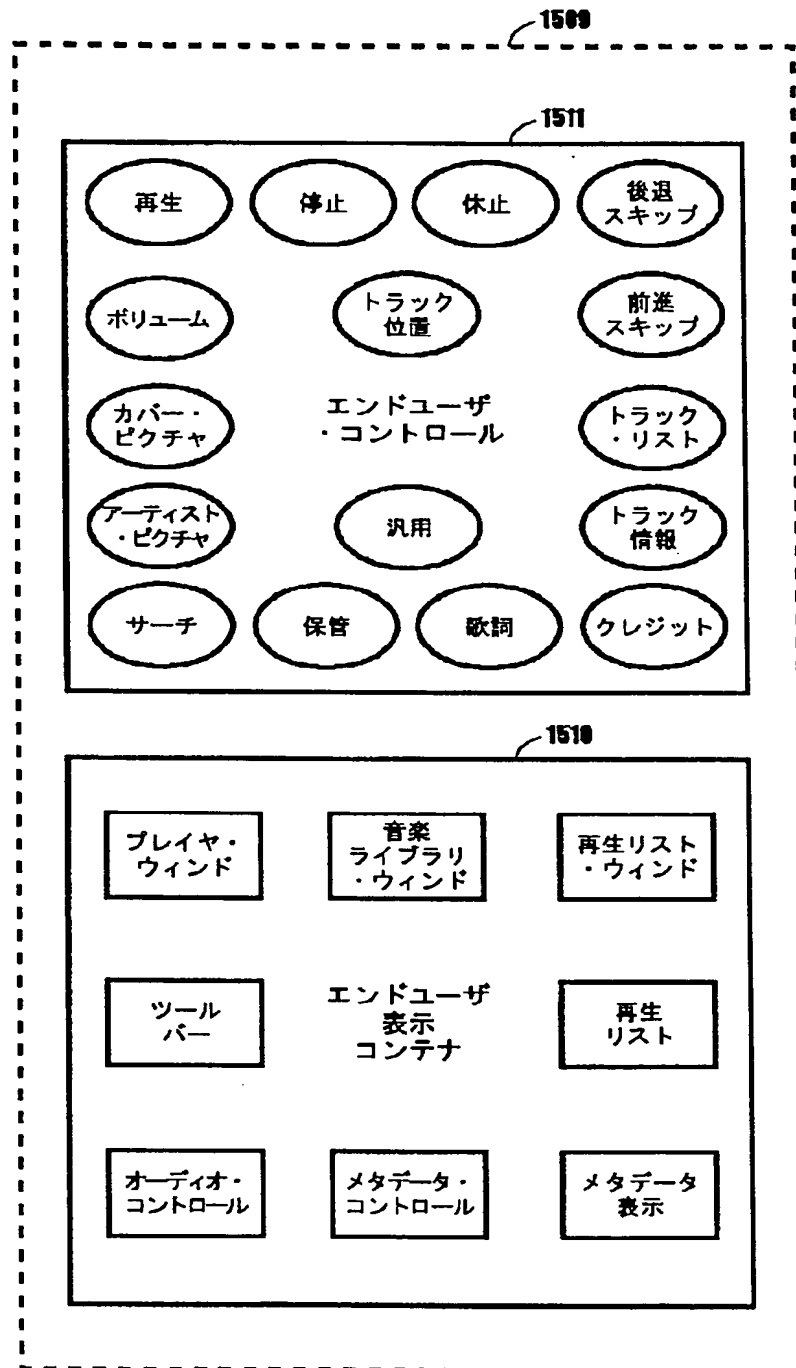 1509
1511
再生
停止
休止
後退
スキップ
ボリューム
トラック
位置
前進
スキップ
カバー・
ピクチャ
エンドユーザ
・コントロール
トラック
・リスト
アーティスト
・ピクチャ
汎用
トラック
情報
サーチ
保管
歌詞
クレジット
1510
プレイヤ・
ウィンド
音楽
ライブラリ
・ウィンド
再生リスト
・ウィンド
ツール
バー
エンドユーザ
表示
コンテナ
再生
リスト
オーディオ・
コントロール
メタデータ・
コントロール
メタデータ
表示